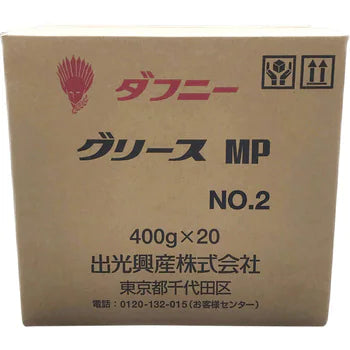 ダフニー
グリース MP
NO.2
400g×20
出光興産株式会社
東京都千代田区
電話：0120-132-015（お客様センター）